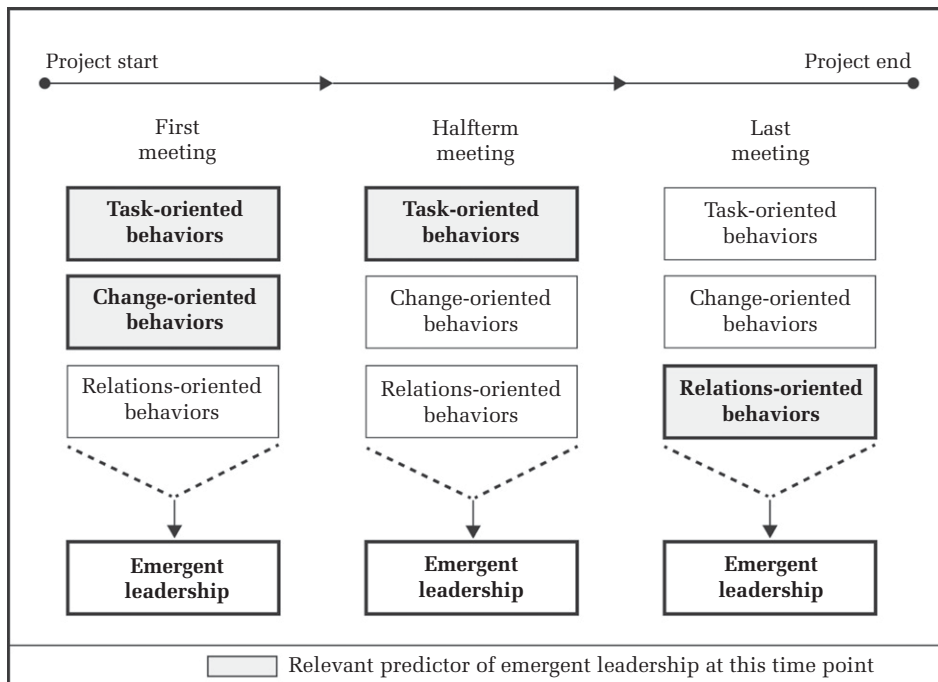 Project start
Project end
First
meeting
Halfterm
meeting
Last
meeting
Task-oriented
behaviors
Task-oriented
behaviors
Task-oriented
behaviors
Change-oriented
behaviors
Change-oriented
behaviors
Change-oriented
behaviors
Relations-oriented
behaviors
Relations-oriented
behaviors
Relations-oriented
behaviors
Emergent
leadership
Emergent
leadership
Emergent
leadership
Relevant predictor of emergent leadership at this time point